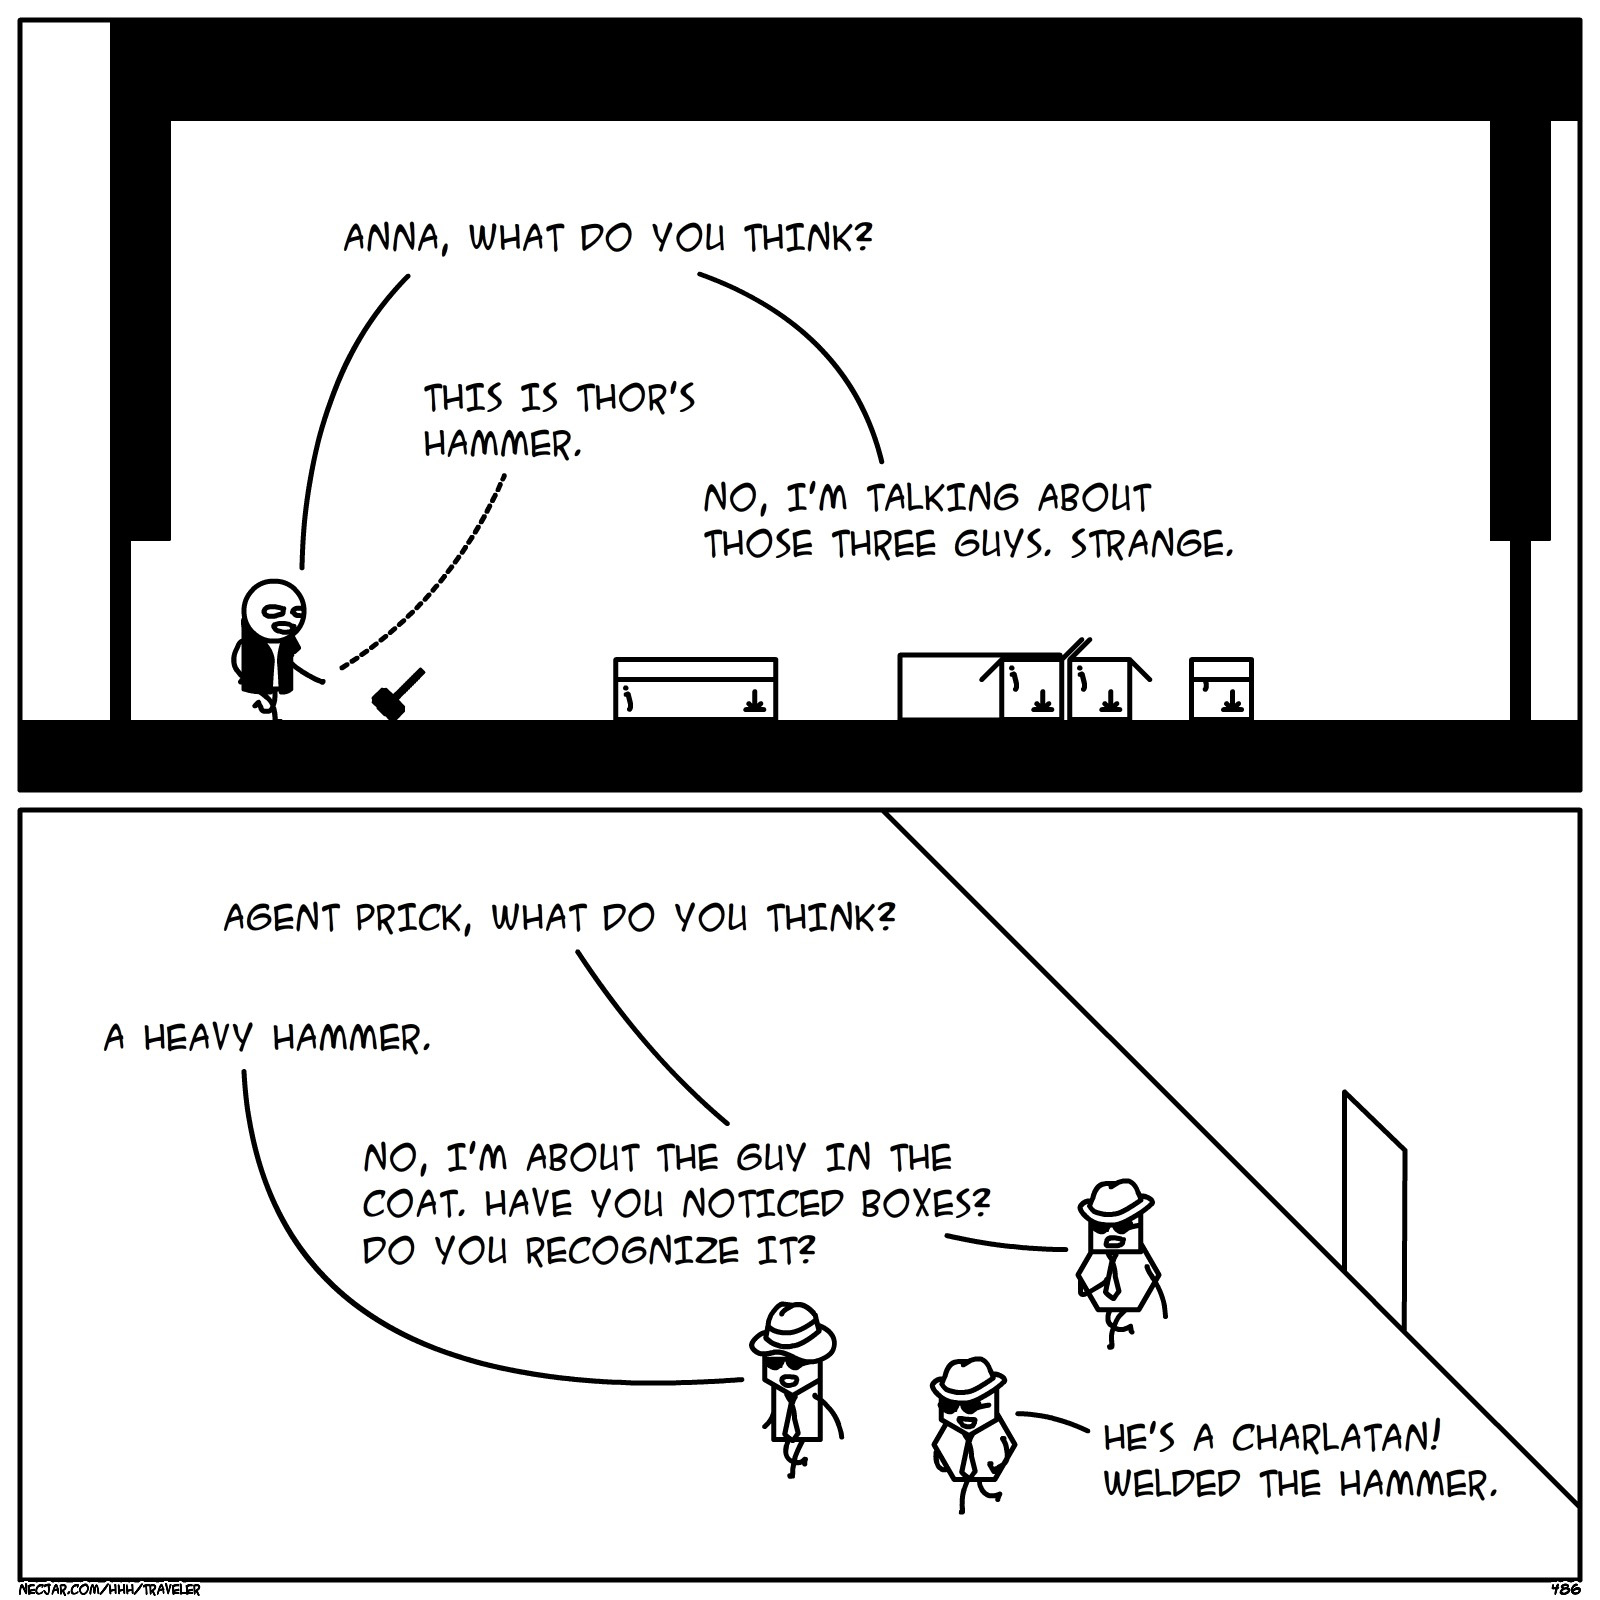 ANNA, WHAT DO YOU THINK?
THIS IS THOR'S
HAMMER.
NO, I'M TALKING ABOUT
THOSE THREE GUYS. STRANGE.
AGENT PRICK, WHAT DO YOU THINK?
A HEAVY HAMMER.
NO, I'M ABOUT THE GUY IN THE
COAT. HAVE YOU NOTICED BOXES?
DO YOU RECOGNIZE IT?
HE'S A CHARLATAN!
WELDED THE HAMMER.
NECJAR.COM/HHH/TRAVELER
486